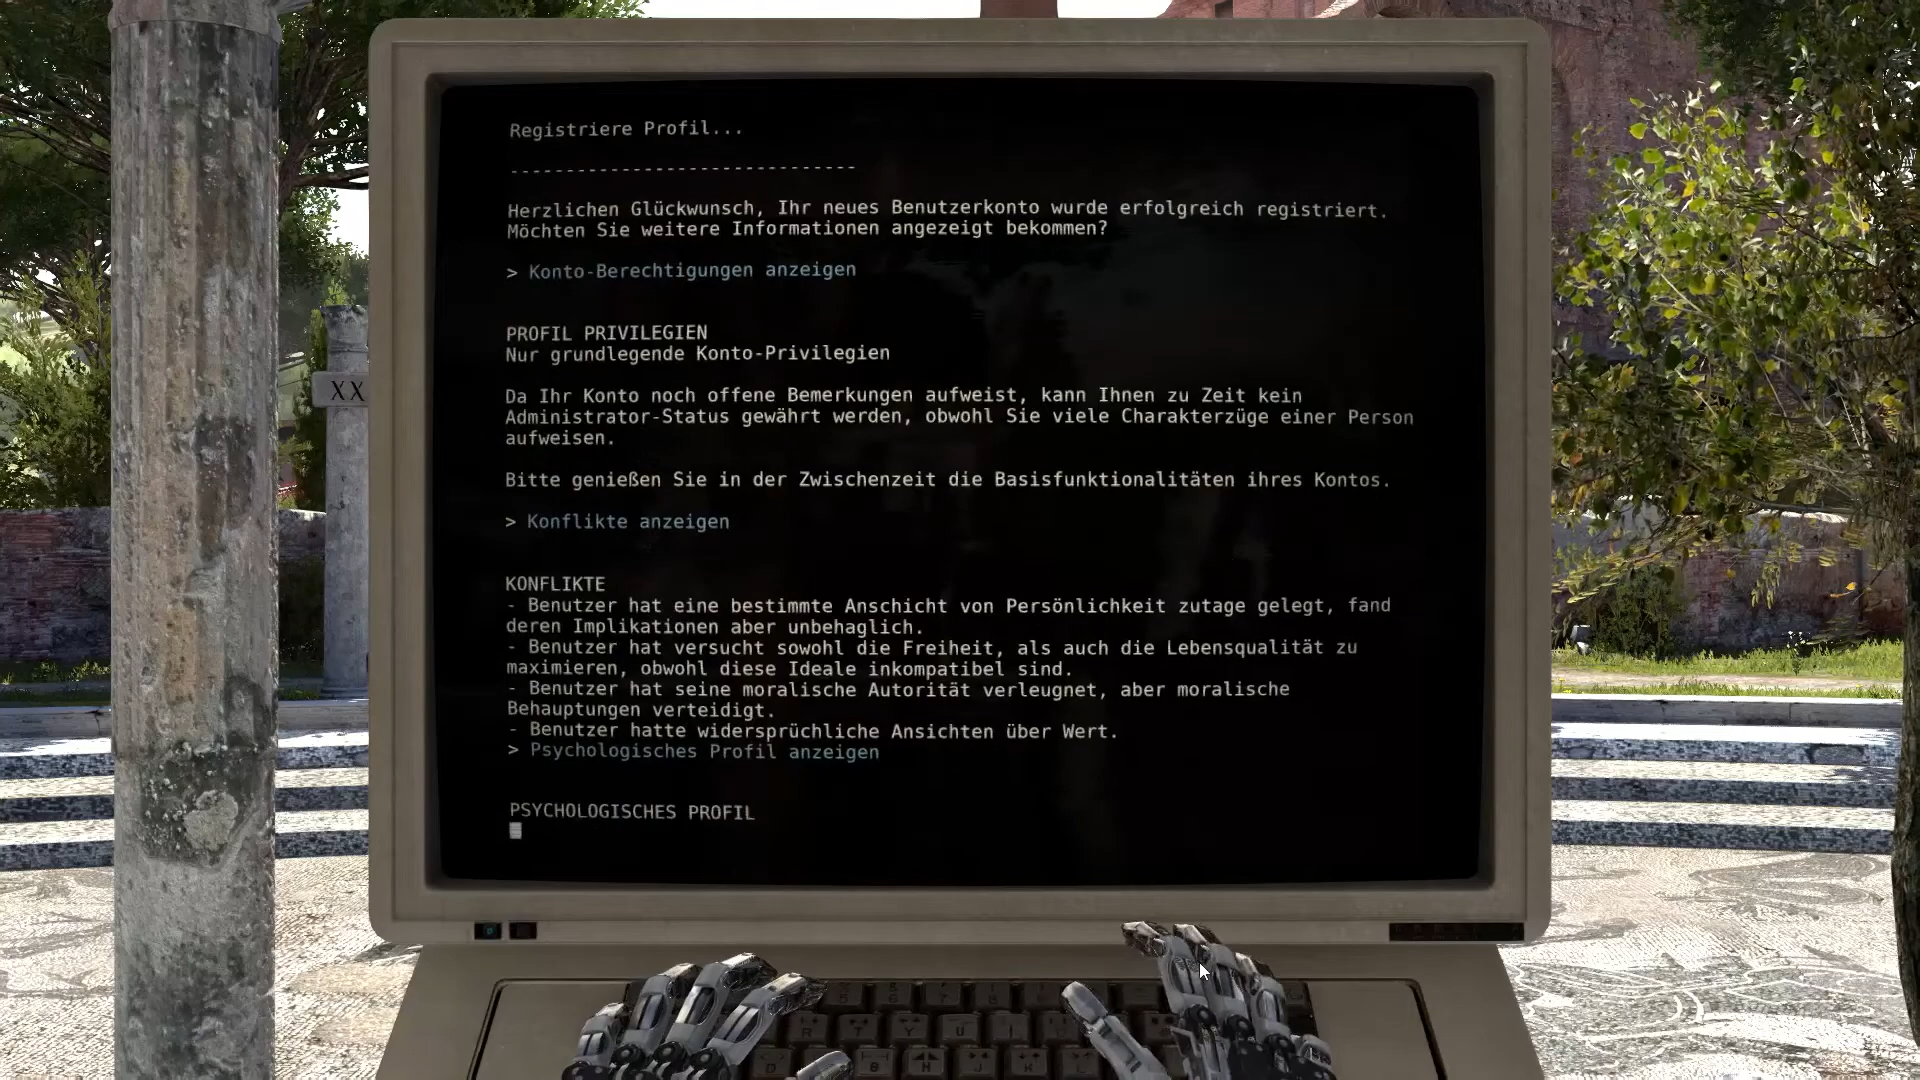 Registriere Profil...
-------------------------------
Herzlichen Glückwunsch, Ihr neues Benutzerkonto wurde erfolgreich registriert.
Möchten Sie weitere Informationen angezeigt bekommen?
> Konto-Berechtigungen anzeigen
PROFIL PRIVILEGIEN
Nur grundlegende Konto-Privilegien
Da Ihr Konto noch offene Bemerkungen aufweist, kann Ihnen zu Zeit kein
Administrator-Status gewährt werden, obwohl Sie viele Charakterzüge einer Person
aufweisen.
Bitte genießen Sie in der Zwischenzeit die Basisfunktionalitäten ihres Kontos.
> Konflikte anzeigen
KONFLIKTE
- Benutzer hat eine bestimmte Anschicht von Persönlichkeit zutage gelegt, fand
deren Implikationen aber unbehaglich.
- Benutzer hat versucht sowohl die Freiheit, als auch die Lebensqualität zu
maximieren, obwohl diese Ideale inkompatibel sind.
- Benutzer hat seine moralische Autorität verleugnet, aber moralische
Behauptungen verteidigt.
- Benutzer hatte widersprüchliche Ansichten über Wert.
> Psychologisches Profil anzeigen
PSYCHOLOGISCHES PROFIL
XX
R T Y U I